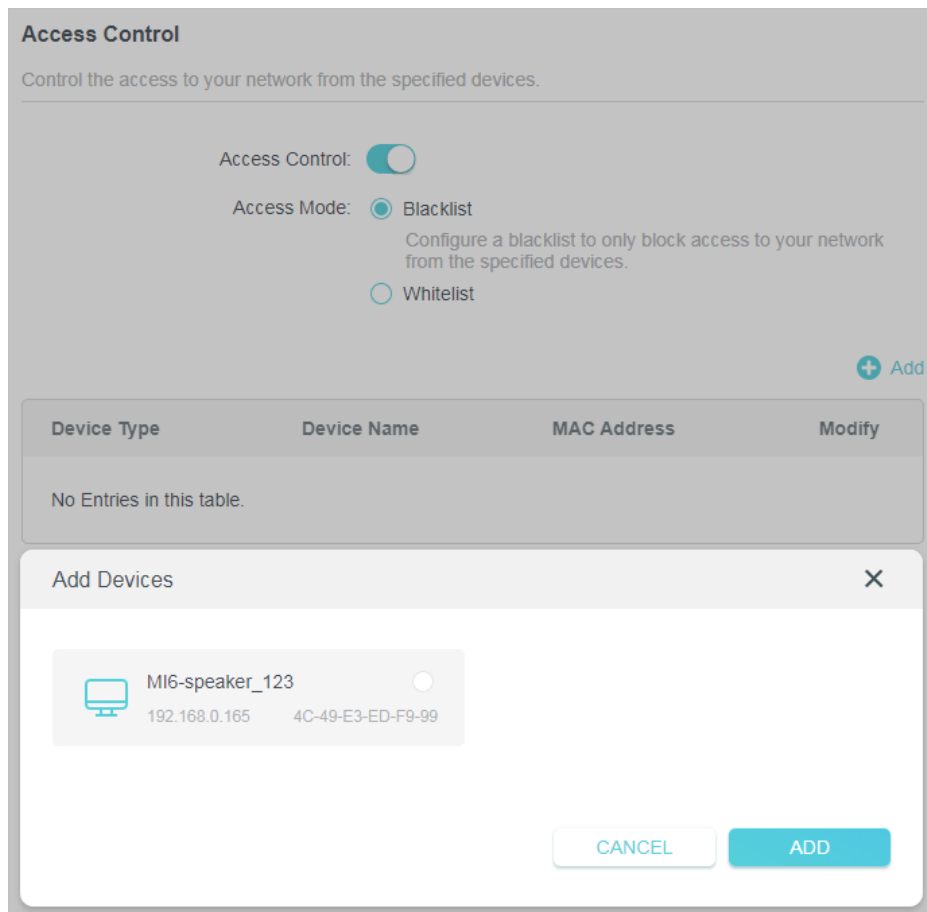 Access Control
Control the access to your network from the specified devices.
Access Control:
Access Mode: Blacklist
Configure a blacklist to only block access to your network
from the specified devices.
Whitelist
Add
Device Type Device Name MAC Address Modify
No Entries in this table.
Add Devices
MI6-speaker_123
192.168.0.165 4C-49-E3-ED-F9-99
CANCEL ADD